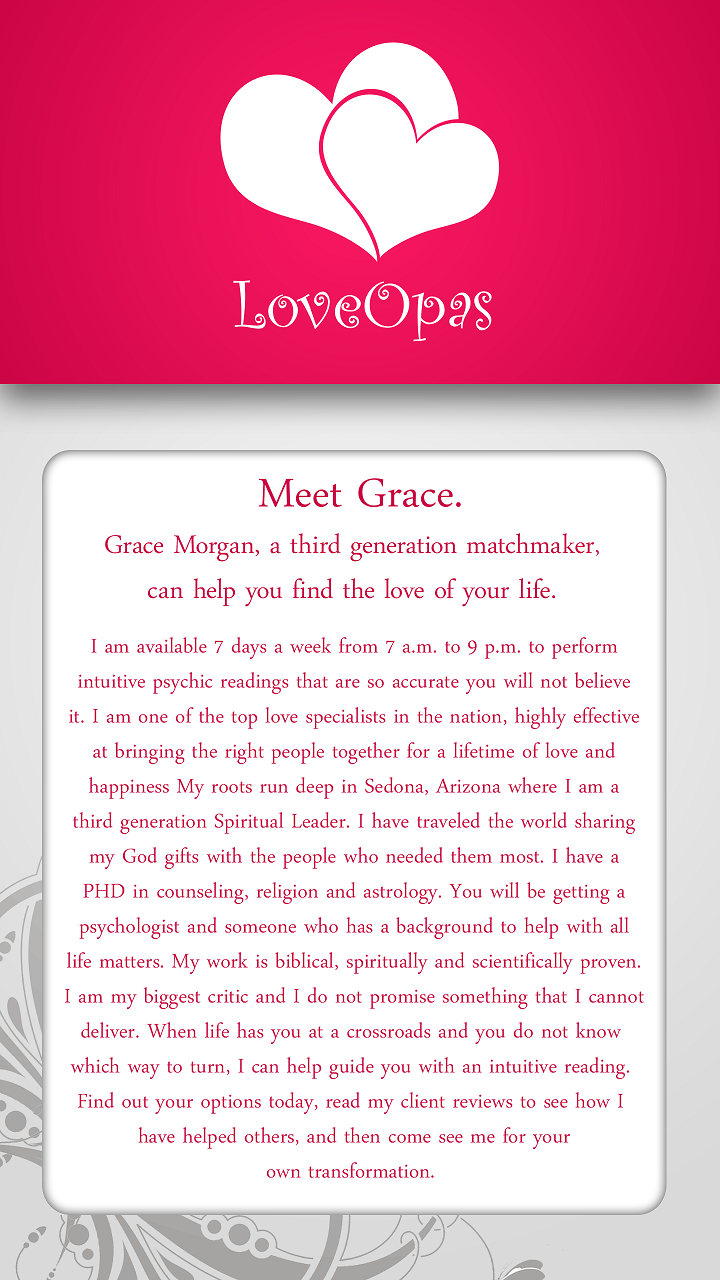 LoveOpas
Meet Grace.
Grace Morgan, a third generation matchmaker,
can help you find the love of your life.
I am available 7 days a week from 7 a.m. to 9 p.m. to perform
intuitive psychic readings that are so accurate you will not believe
it. I am one of the top love specialists in the nation, highly effective
at bringing the right people together for a lifetime of love and
happiness My roots run deep in Sedona, Arizona where I am a
third generation Spiritual Leader. I have traveled the world sharing
my God gifts with the people who needed them most. I have a
PHD in counseling, religion and astrology. You will be getting a
psychologist and someone who has a background to help with all
life matters. My work is biblical, spiritually and scientifically proven.
I am my biggest critic and I do not promise something that I cannot
deliver. When life has you at a crossroads and you do not know
which way to turn, I can help guide you with an intuitive reading.
Find out your options today, read my client reviews to see how I
have helped others, and then come see me for your
own transformation.